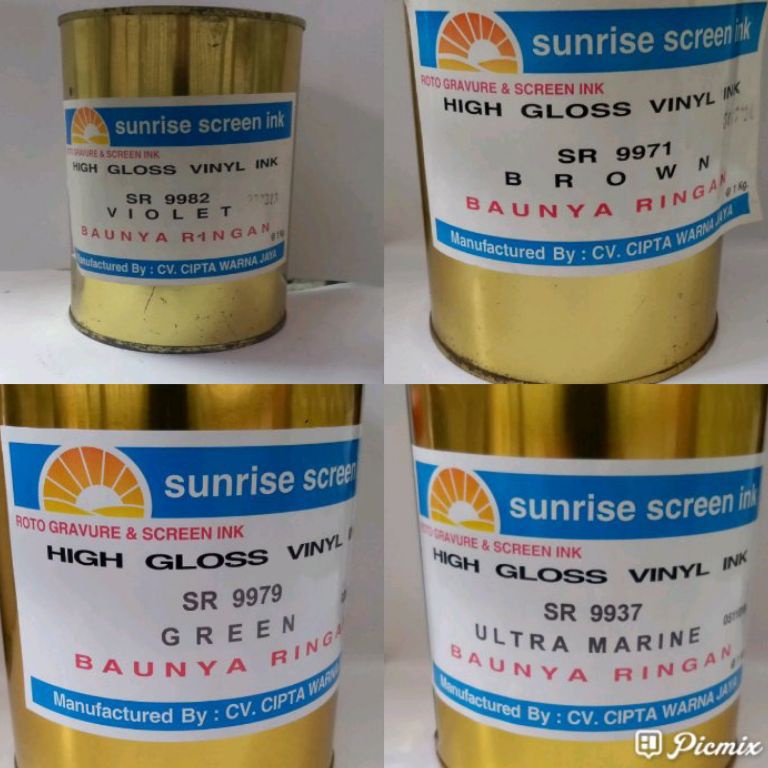 sunrise screen ink
ROTO GRAVURE & SCREEN INK
HIGH GLOSS VINYL INK
SR 9982
VIOLET
BAUNYA RINGAN
Manufactured By : CV. CIPTA WARNA JAYA
sunrise screen ink
ROTO GRAVURE & SCREEN INK
HIGH GLOSS VINYL INK
SR 9971
BROWN
BAUNYA RINGAN @ 1 Kg.
Manufactured By : CV. CIPTA WARNA JAYA
sunrise screen
ROTO GRAVURE & SCREEN INK
HIGH GLOSS VINYL
SR 9979
GREEN
BAUNYA RINGA
Manufactured By : CV. CIPTA WARNA
sunrise screen ink
ROTO GRAVURE & SCREEN INK
HIGH GLOSS VINYL INK
SR 9937
ULTRA MARINE
BAUNYA RINGAN
Manufactured By : CV. CIPTA WARNA JAYA
Picmix